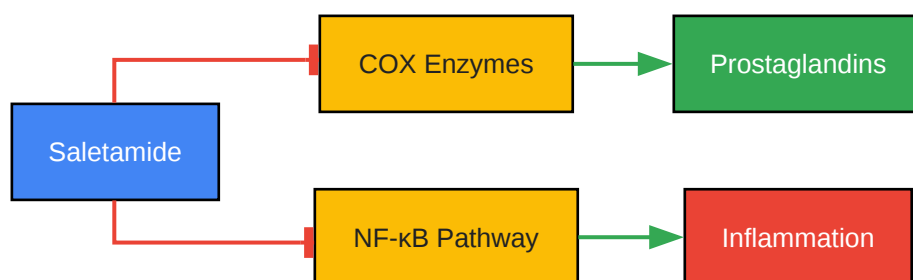 COX Enzymes
Prostaglandins
Saletamide
NF-κB Pathway
Inflammation